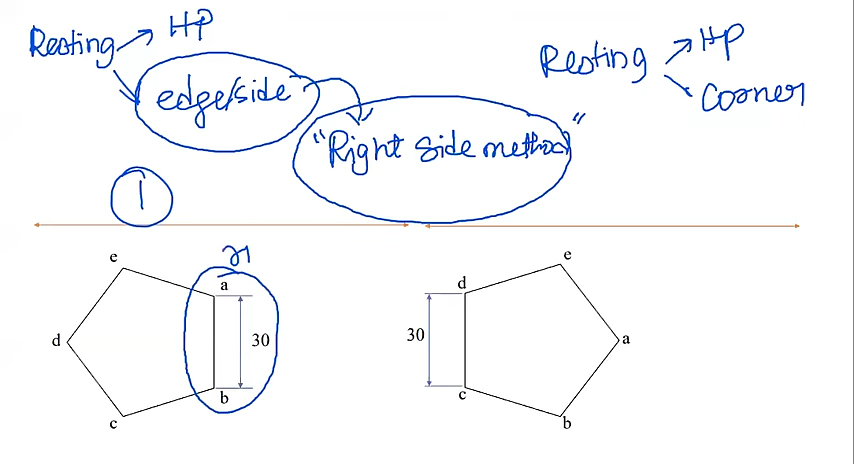 Resting → HP
edge/side
"Right side method"
Resting → HP
Corner
1
e
a
30
b
c
d
e
d
30
a
c
b